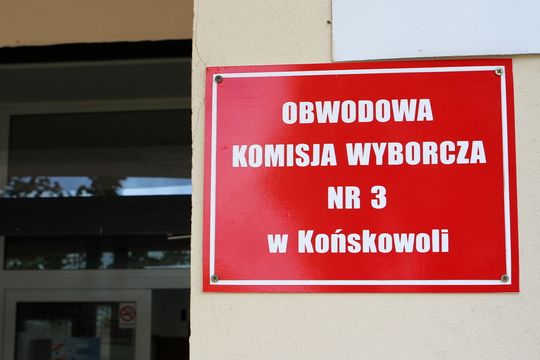 OBWODOWA
KOMISJA WYBORCZA
NR 3
w Końskowoli